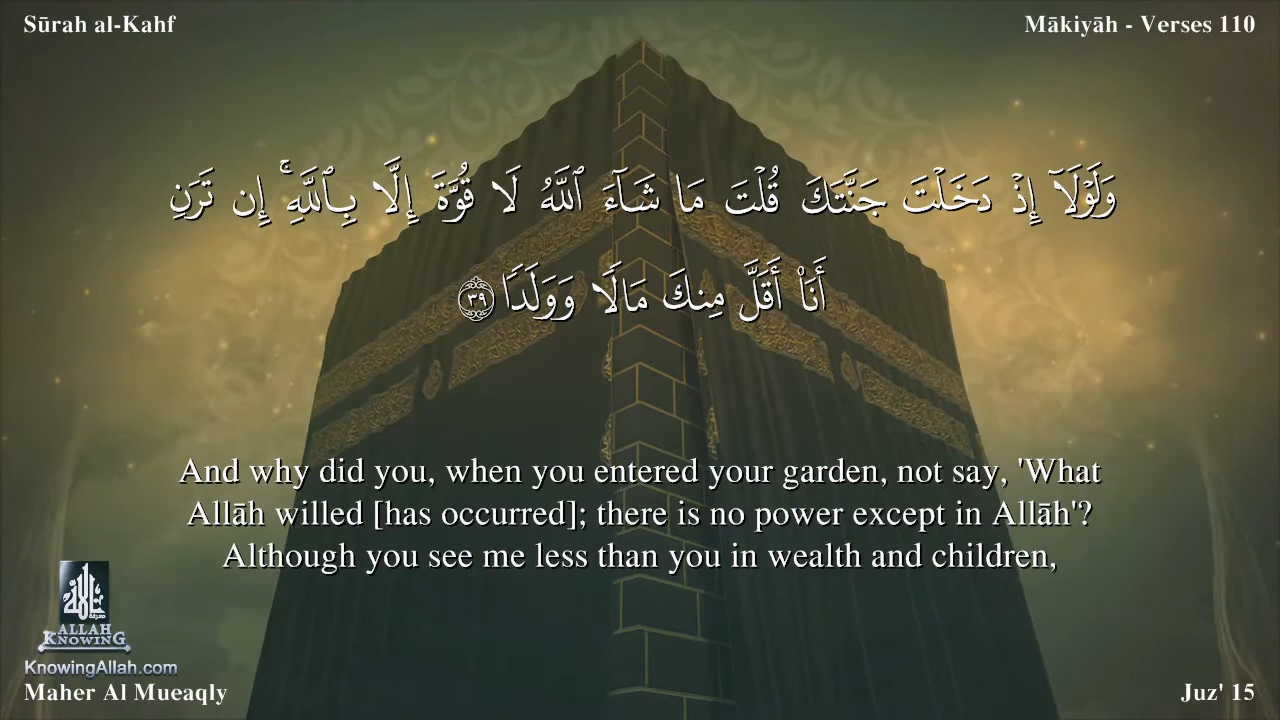 Sūrah al-Kahf
Mākiyāh - Verses 110
وَلَوْلَآ إِذْ دَخَلْتَ جَنَّتَكَ قُلْتَ مَا شَآءَ ٱللَّهُ لَا قُوَّةَ إِلَّا بِٱللَّهِ ۚ إِن تَرَنِ
أَنَا۠ أَقَلَّ مِنكَ مَالًا وَوَلَدًا ٣٩
And why did you, when you entered your garden, not say, 'What
Allāh willed [has occurred]; there is no power except in Allāh'?
Although you see me less than you in wealth and children,
ALLAH
KNOWING
KnowingAllah.com
Maher Al Mueaqly
Juz' 15